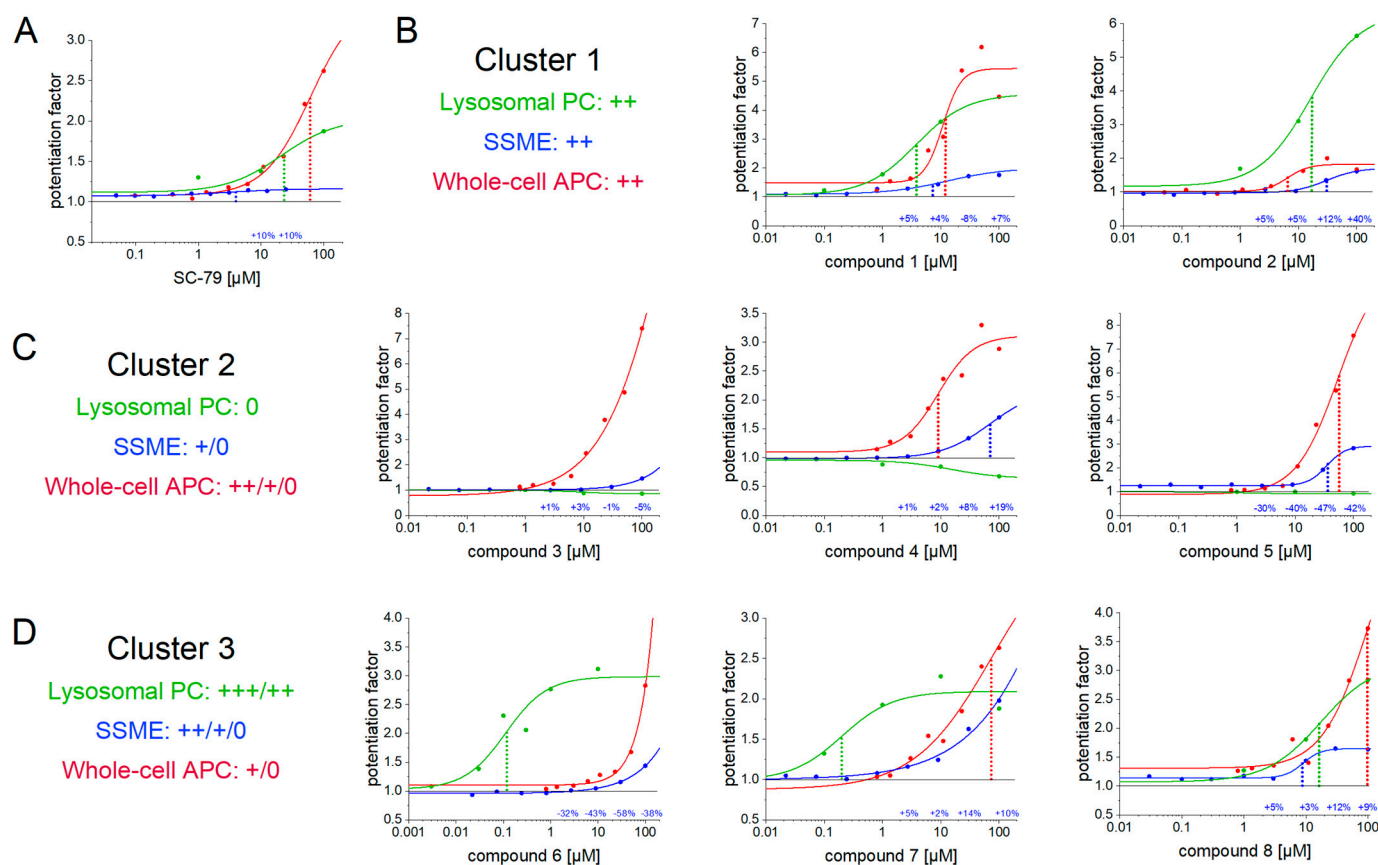 A
3.0
2.5
2.0
1.5
1.0
0.5
potentiation factor
+10% +10%
0.1 1 10 100
SC-79 [µM]
B
Cluster 1
Lysosomal PC: ++
SSME: ++
Whole-cell APC: ++
7
6
5
4
3
2
1
0
potentiation factor
+5% +4% -8% +7%
0.01 0.1 1 10 100
compound 1 [µM]
6
5
4
3
2
1
0
potentiation factor
+5% +5% +12% +40%
0.01 0.1 1 10 100
compound 2 [µM]
C
Cluster 2
Lysosomal PC: 0
SSME: +/0
Whole-cell APC: ++/+/0
8
7
6
5
4
3
2
1
0
potentiation factor
+1% +3% -1% -5%
0.01 0.1 1 10 100
compound 3 [µM]
3.5
3.0
2.5
2.0
1.5
1.0
0.5
0.0
potentiation factor
+1% +2% +8% +19%
0.01 0.1 1 10 100
compound 4 [µM]
8
7
6
5
4
3
2
1
0
potentiation factor
-30% -40% -47% -42%
0.01 0.1 1 10 100
compound 5 [µM]
D
Cluster 3
Lysosomal PC: +++/++
SSME: ++/+/0
Whole-cell APC: +/0
4.0
3.5
3.0
2.5
2.0
1.5
1.0
0.5
potentiation factor
-32% -43% -58% -38%
0.001 0.01 0.1 1 10 100
compound 6 [µM]
3.0
2.5
2.0
1.5
1.0
0.5
potentiation factor
+5% +2% +14% +10%
0.01 0.1 1 10 100
compound 7 [µM]
4.0
3.5
3.0
2.5
2.0
1.5
1.0
0.5
potentiation factor
+5% +3% +12% +9%
0.01 0.1 1 10 100
compound 8 [µM]